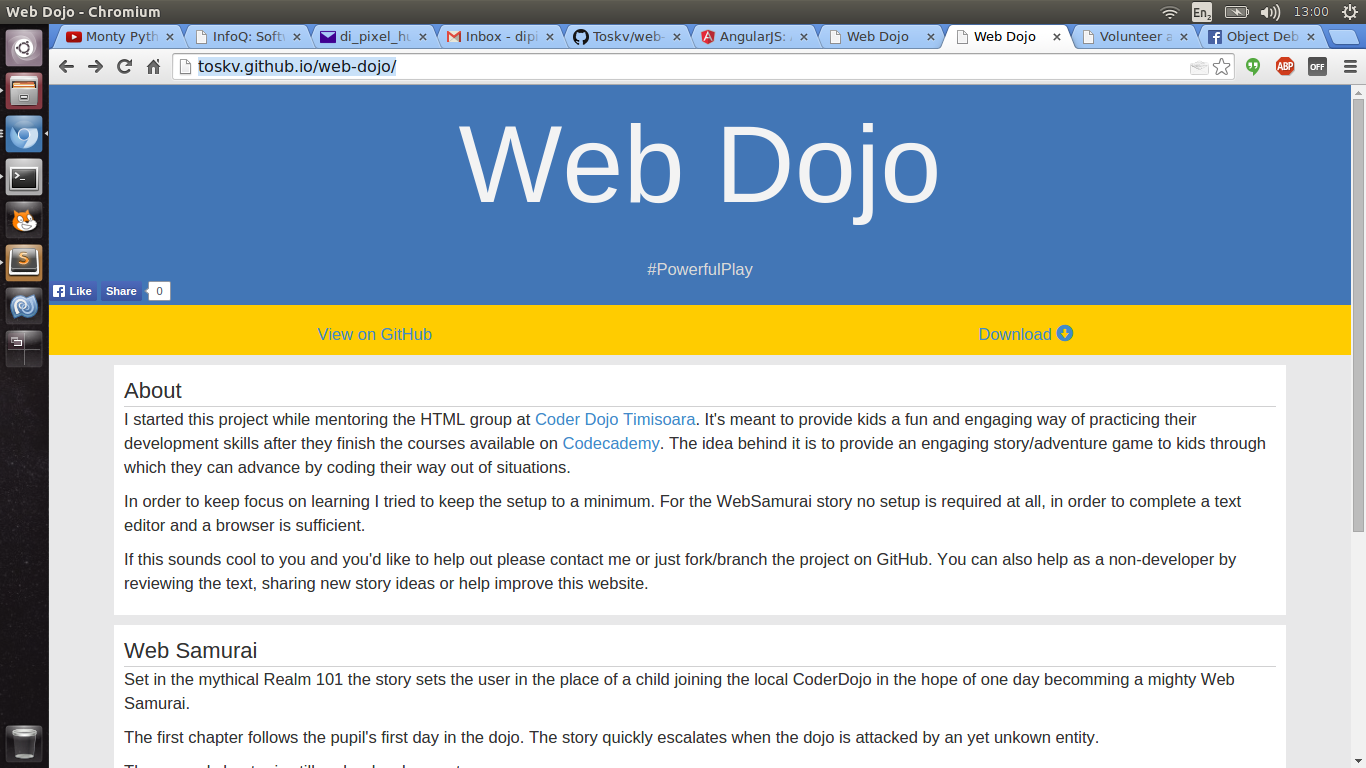 Web Dojo - Chromium
En2
13:00
Monty Pyth
InfoQ: Softw
di_pixel_hu
Inbox - dipi
Toskv/web-
AngularJS: A
Web Dojo
Web Dojo
Volunteer a
Object Deb
toskv.github.io/web-dojo/
ABP
OFF
Web Dojo
#PowerfulPlay
Like
Share
0
View on GitHub
Download
About
I started this project while mentoring the HTML group at Coder Dojo Timisoara. It's meant to provide kids a fun and engaging way of practicing their
development skills after they finish the courses available on Codecademy. The idea behind it is to provide an engaging story/adventure game to kids through
which they can advance by coding their way out of situations.
In order to keep focus on learning I tried to keep the setup to a minimum. For the WebSamurai story no setup is required at all, in order to complete a text
editor and a browser is sufficient.
If this sounds cool to you and you'd like to help out please contact me or just fork/branch the project on GitHub. You can also help as a non-developer by
reviewing the text, sharing new story ideas or help improve this website.
Web Samurai
Set in the mythical Realm 101 the story sets the user in the place of a child joining the local CoderDojo in the hope of one day becomming a mighty Web
Samurai.
The first chapter follows the pupil's first day in the dojo. The story quickly escalates when the dojo is attacked by an yet unkown entity.